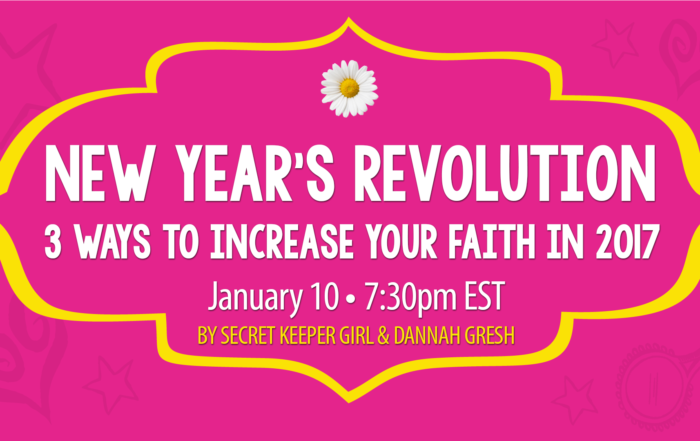 NEW YEAR'S REVOLUTION
3 WAYS TO INCREASE YOUR FAITH IN 2017
January 10 • 7:30pm EST
BY SECRET KEEPER GIRL & DANNAH GRESH